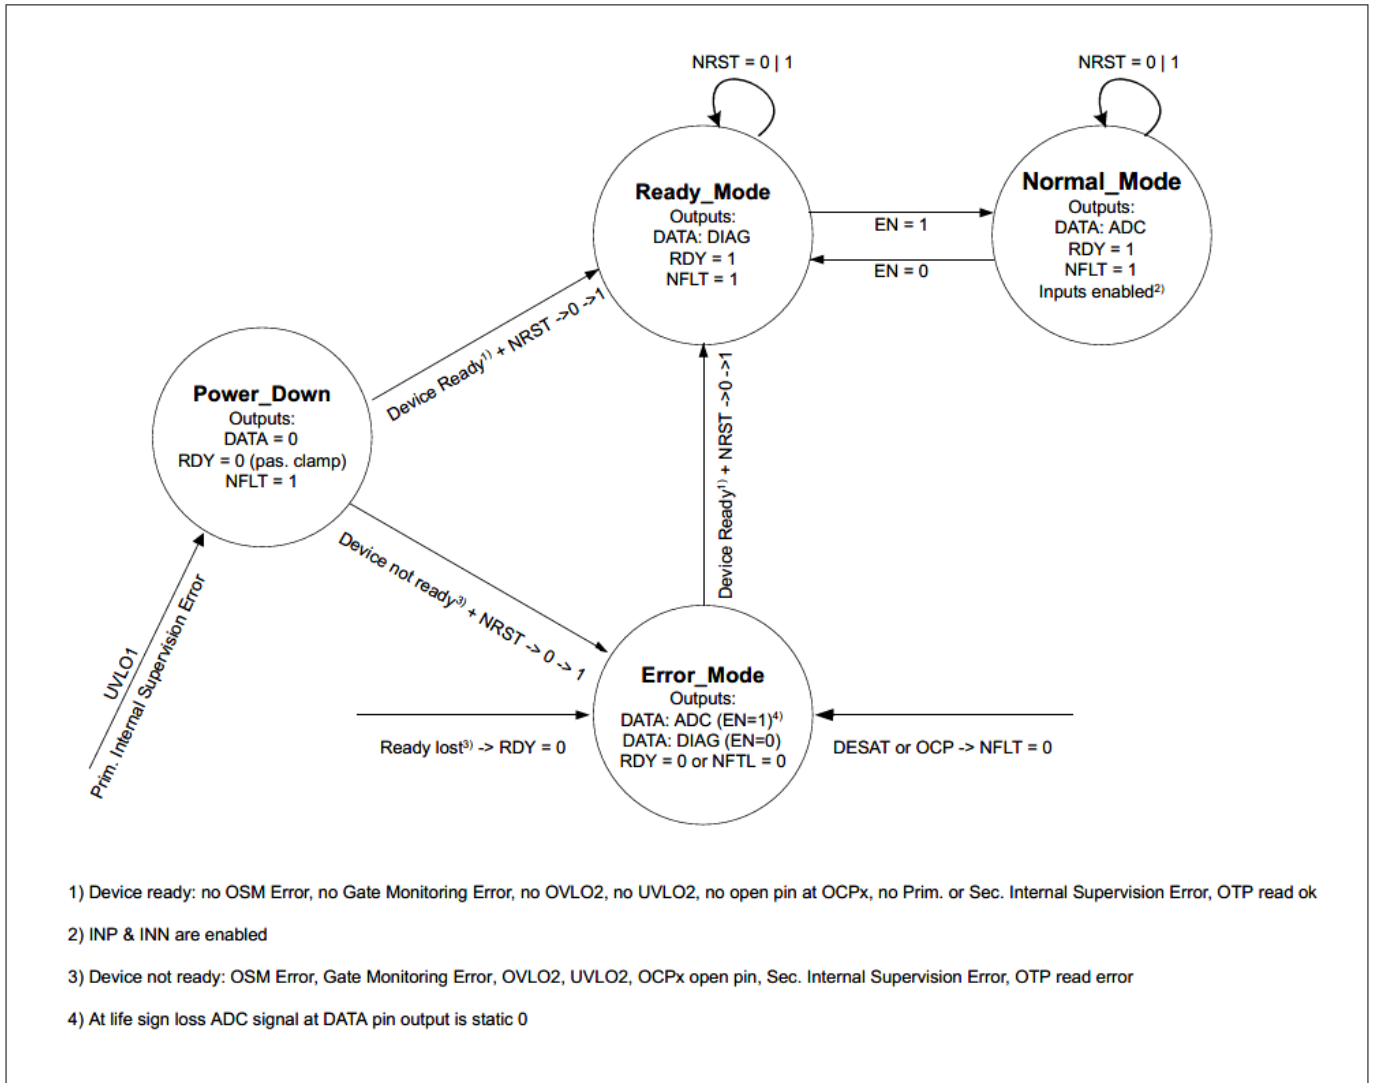 NRST = 0 | 1
NRST = 0 | 1
Ready_Mode
Outputs:
DATA: DIAG
RDY = 1
NFLT = 1
EN = 1
EN = 0
Normal_Mode
Outputs:
DATA: ADC
RDY = 1
NFLT = 1
Inputs enabled2)
Device Ready1) + NRST ->0 ->1
Power_Down
Outputs:
DATA = 0
RDY = 0 (pas. clamp)
NFLT = 1
Device Ready1) + NRST ->0 ->1
Device not ready3) + NRST -> 0 -> 1
UVLO1
Prim. Internal Supervision Error
Error_Mode
Outputs:
DATA: ADC (EN=1)4)
DATA: DIAG (EN=0)
RDY = 0 or NFTL = 0
Ready lost3) -> RDY = 0
DESAT or OCP -> NFLT = 0
1) Device ready: no OSM Error, no Gate Monitoring Error, no OVLO2, no UVLO2, no open pin at OCPx, no Prim. or Sec. Internal Supervision Error, OTP read ok
2) INP & INN are enabled
3) Device not ready: OSM Error, Gate Monitoring Error, OVLO2, UVLO2, OCPx open pin, Sec. Internal Supervision Error, OTP read error
4) At life sign loss ADC signal at DATA pin output is static 0